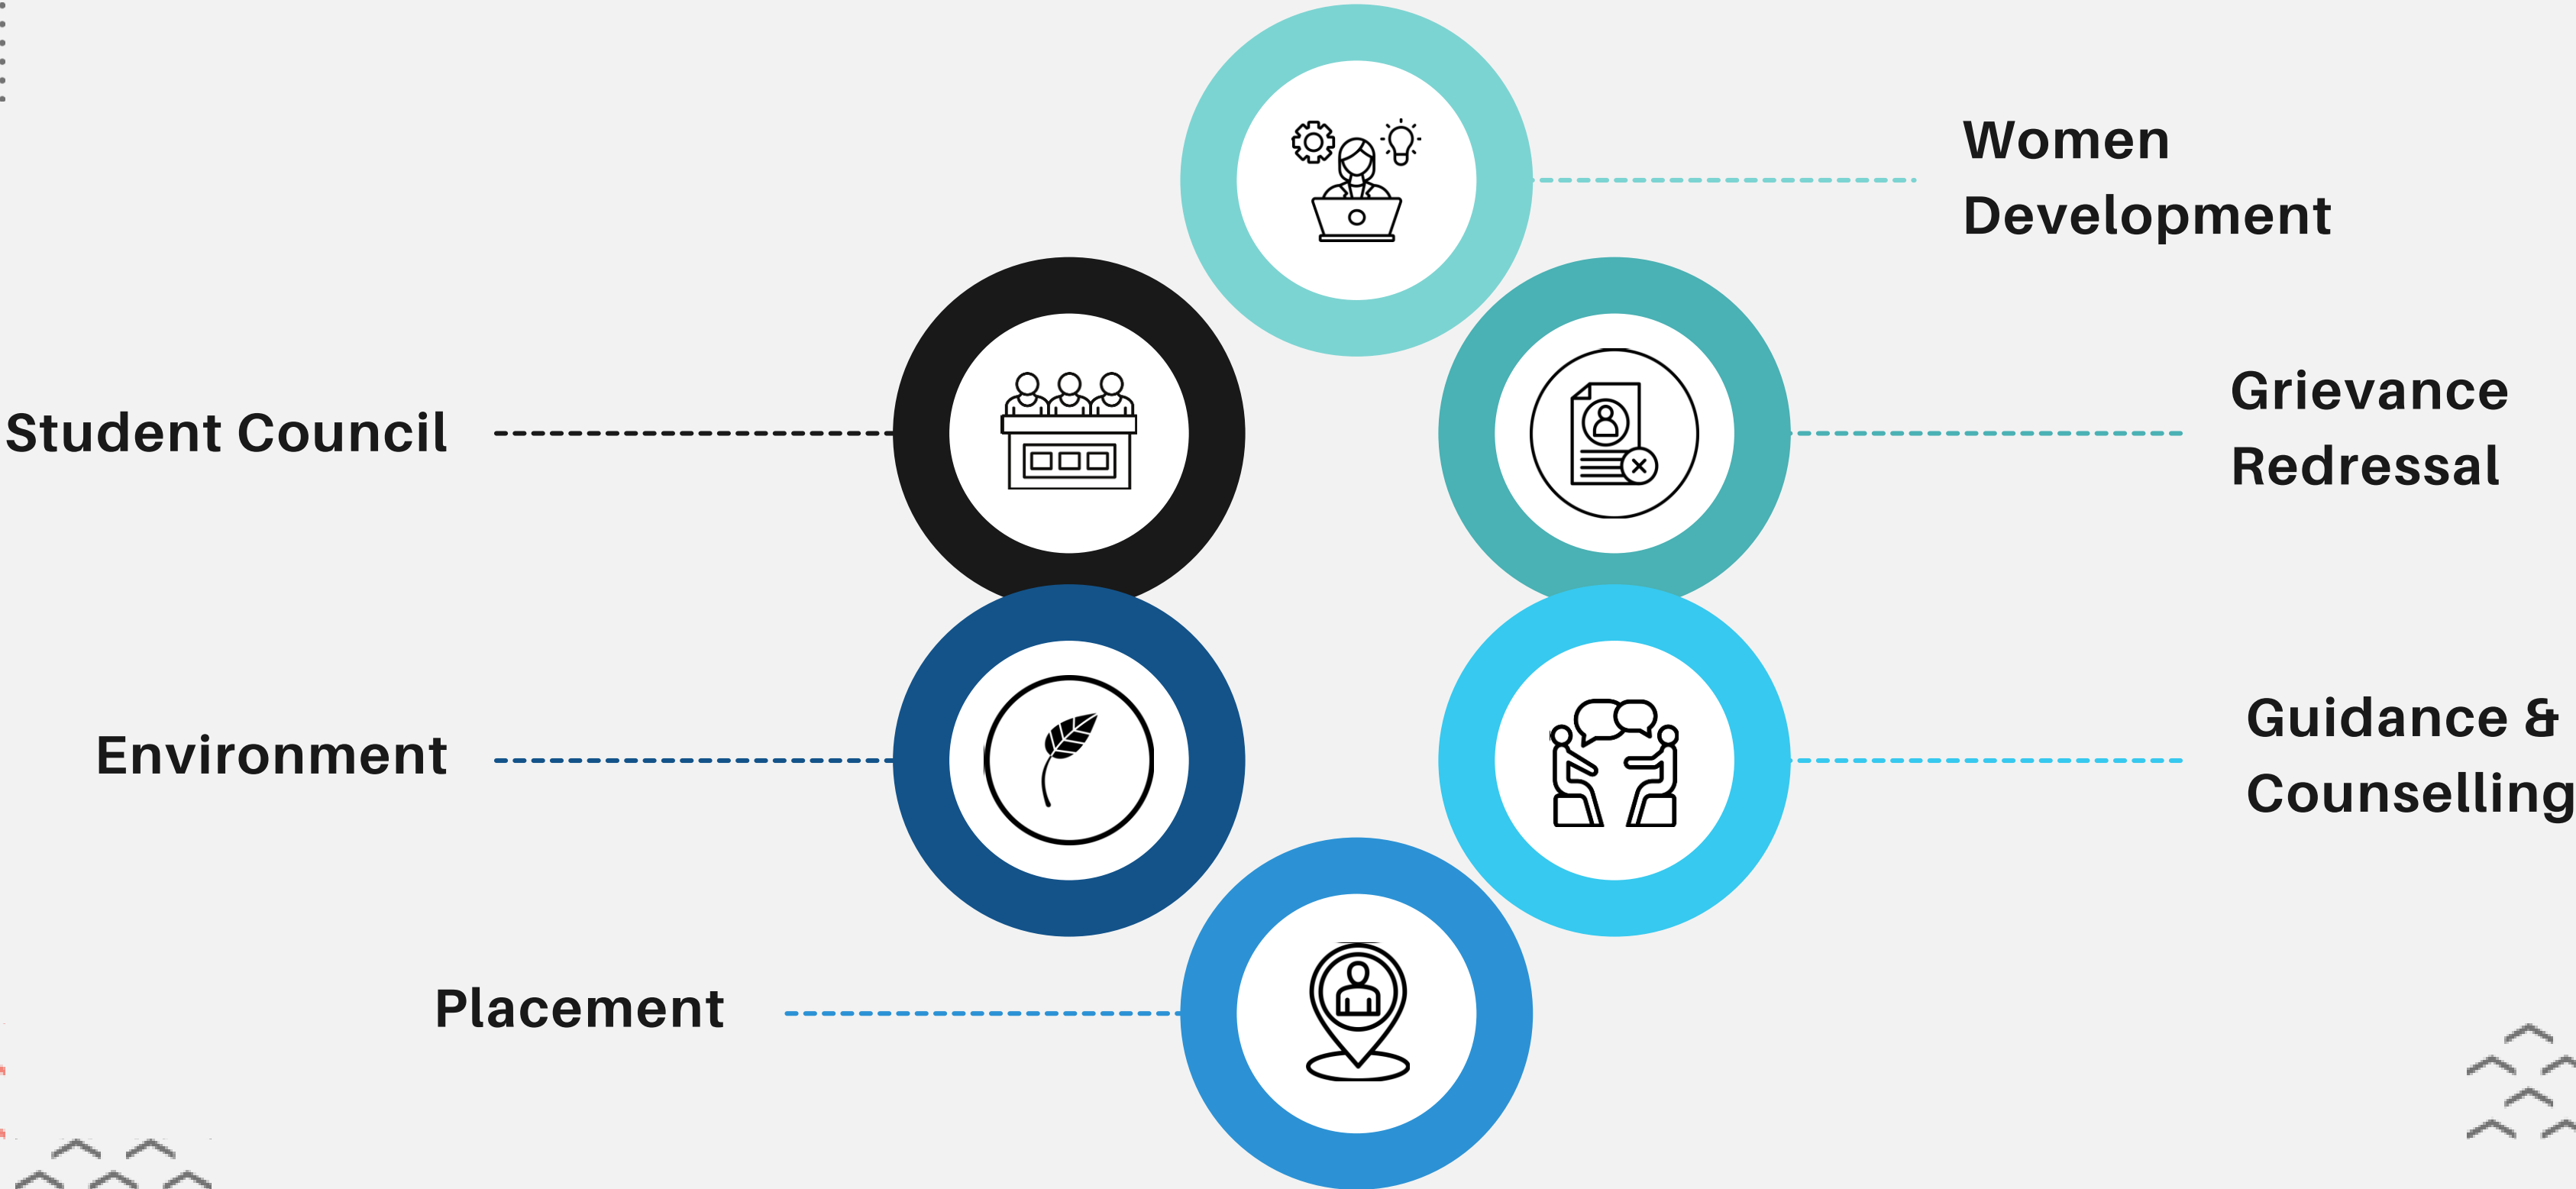 Women
Development
Student Council
Grievance
Redressal
Environment
Guidance &
Counselling
Placement